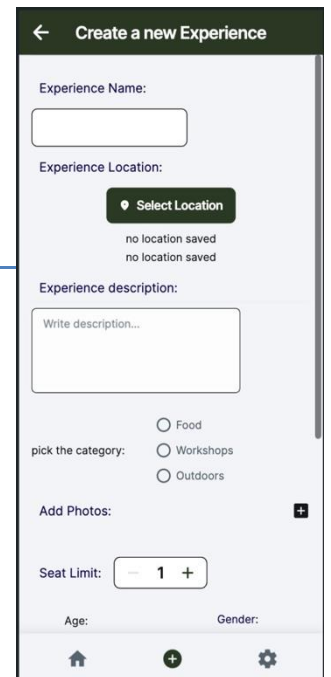 Create a new Experience
Experience Name:
Experience Location:
Select Location
no location saved
no location saved
Experience description:
Write description...
Food
pick the category: Workshops
Outdoors
Add Photos:
Seat Limit: 1
Age: Gender: